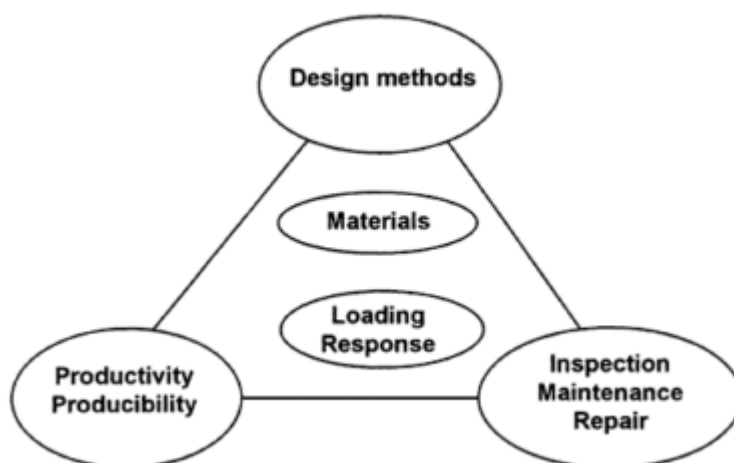 Design methods
Materials
Loading
Response
Productivity
Producibility
Inspection
Maintenance
Repair